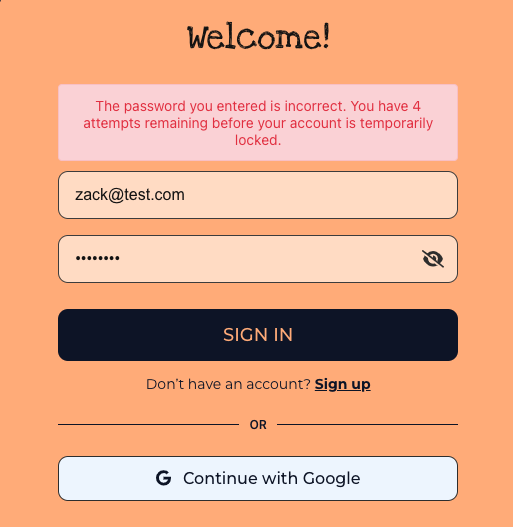 Welcome!
The password you entered is incorrect. You have 4
attempts remaining before your account is temporarily
locked.
zack@test.com
••••••••
SIGN IN
Don’t have an account? Sign up
OR
G Continue with Google